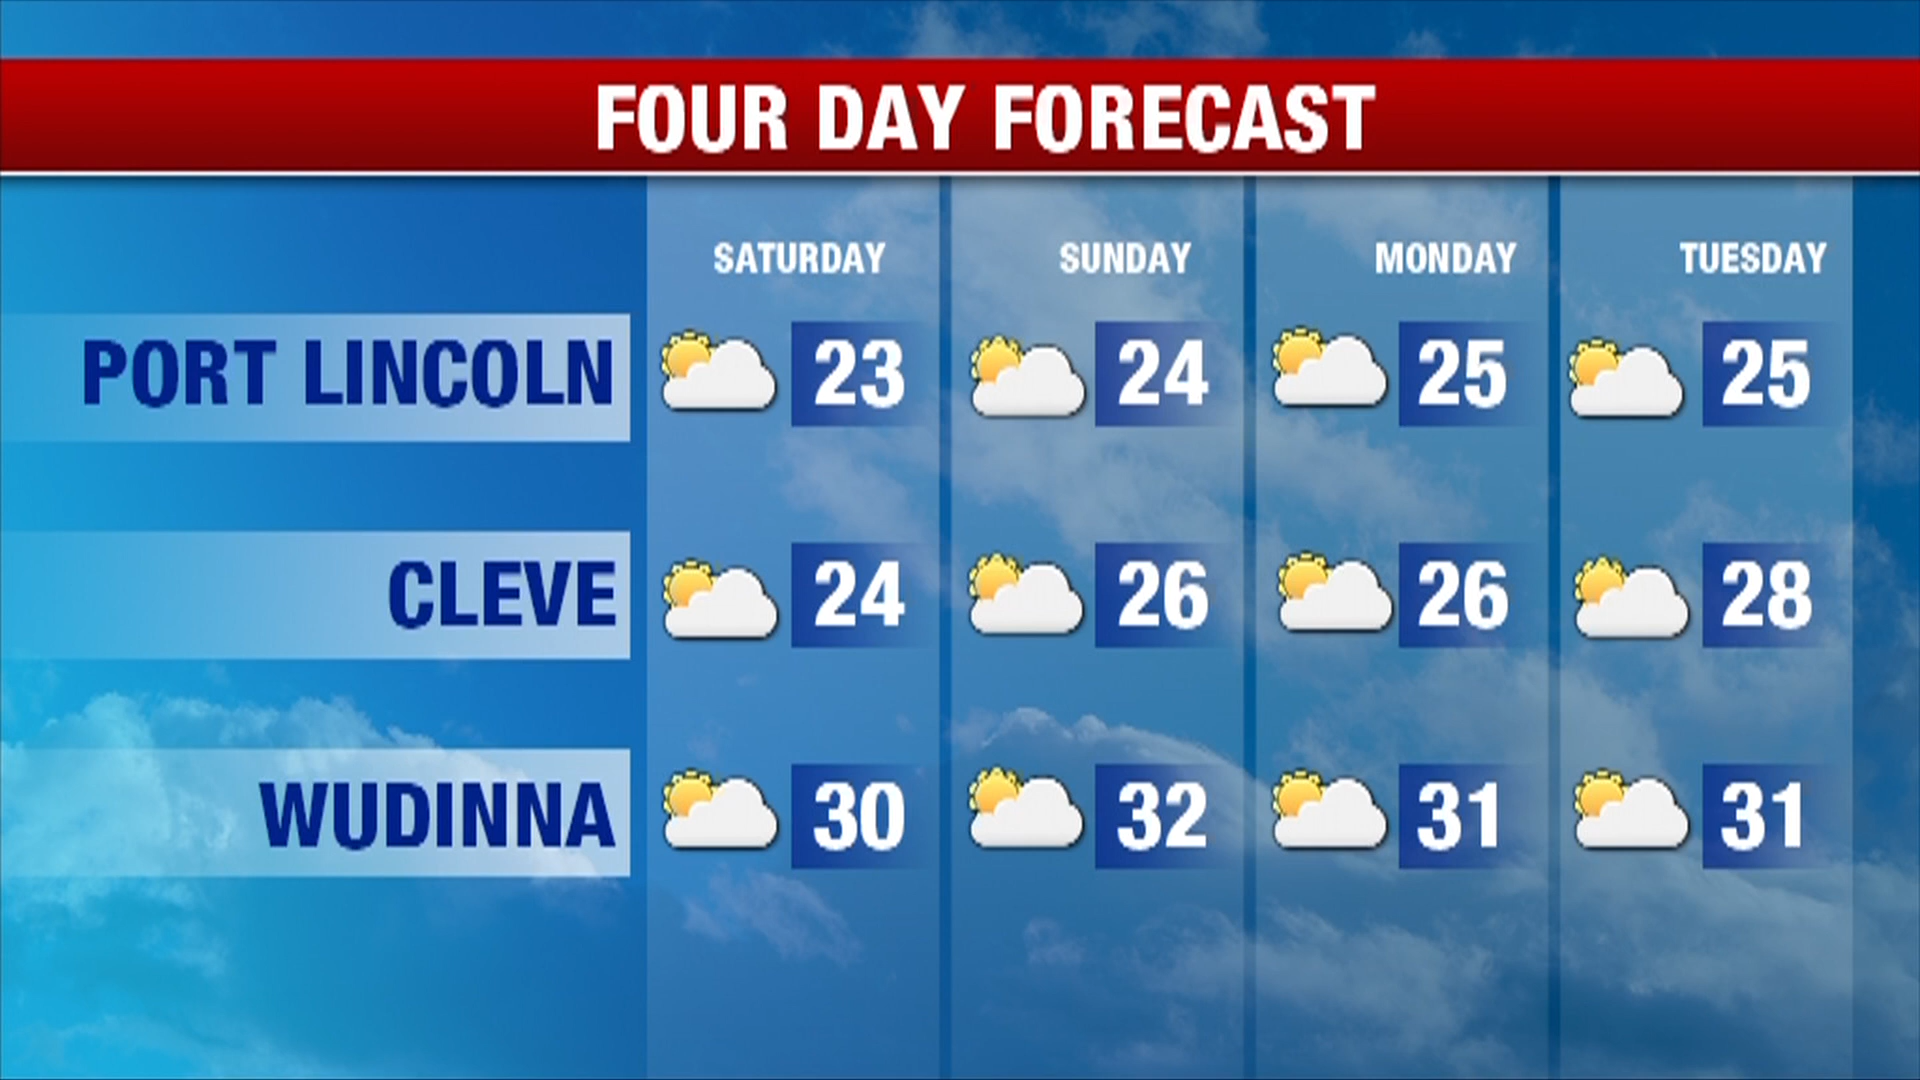 FOUR DAY FORECAST
SATURDAY SUNDAY MONDAY TUESDAY
PORT LINCOLN 23 24 25 25
CLEVE 24 26 26 28
WUDINNA 30 32 31 31